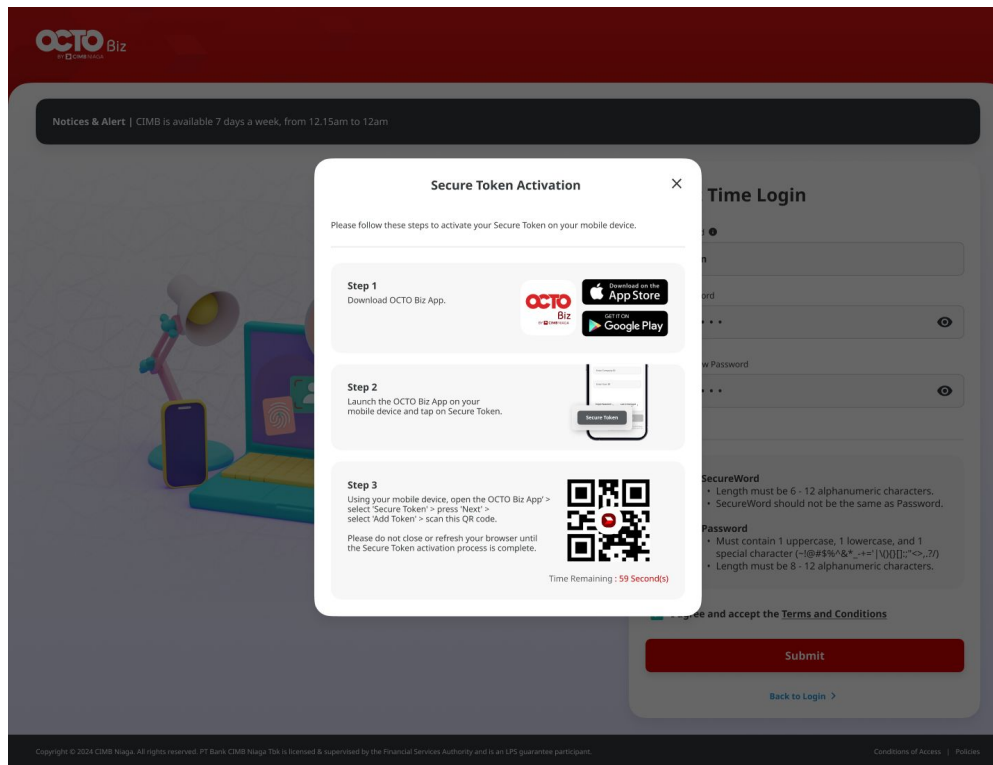 OCTO Biz
BY CIMB NIAGA
Notices & Alert | CIMB is available 7 days a week, from 12.15am to 12am
Secure Token Activation
Please follow these steps to activate your Secure Token on your mobile device.
Step 1
Download OCTO Biz App.
OCTO
Biz
BY CIMB NIAGA
Download on the
App Store
GET IT ON
Google Play
Step 2
Launch the OCTO Biz App on your
mobile device and tap on Secure Token.
Secure Token
Step 3
Using your mobile device, open the OCTO Biz App' >
select 'Secure Token' > press 'Next' >
select 'Add Token' > scan this QR code.
Please do not close or refresh your browser until
the Secure Token activation process is complete.
Time Remaining : 59 Second(s)
Time Login
ord
w Password
SecureWord
• Length must be 6 - 12 alphanumeric characters.
• SecureWord should not be the same as Password.
Password
• Must contain 1 uppercase, 1 lowercase, and 1
special character (~!@#$%^&*_-+='|\(){}[]:;"<>,.?/)
• Length must be 8 - 12 alphanumeric characters.
gree and accept the Terms and Conditions
Submit
Back to Login >
Copyright © 2024 CIMB Niaga. All rights reserved. PT Bank CIMB Niaga Tbk is licensed & supervised by the Financial Services Authority and is an LPS guarantee participant.
Conditions of Access | Policies